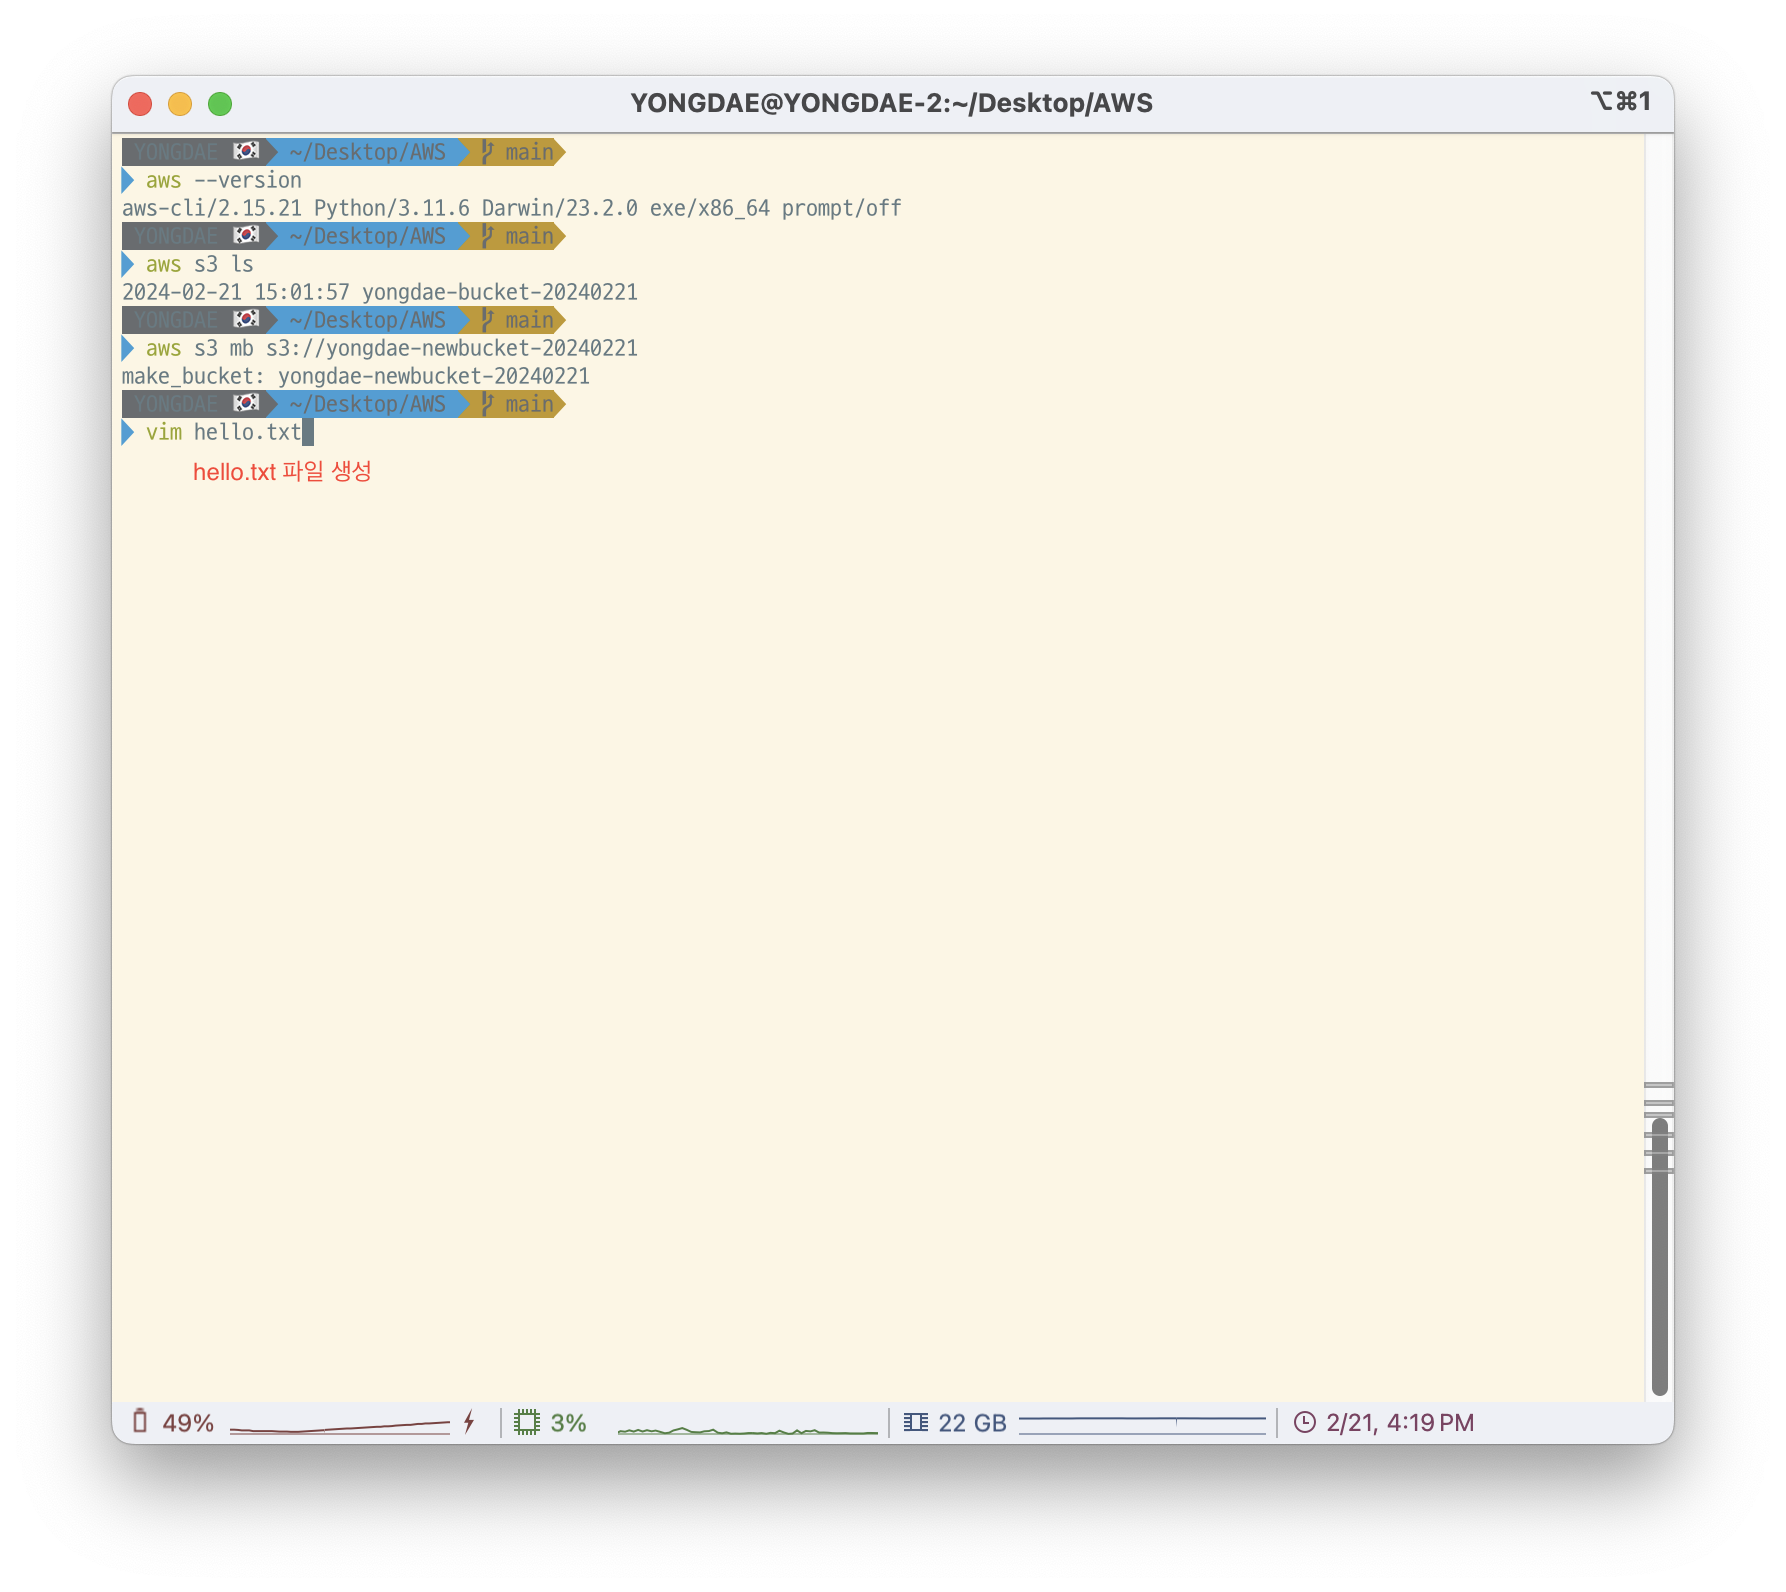 YONGDAE@YONGDAE-2:~/Desktop/AWS ⌥⌘1
YONGDAE 🇰🇷 ~/Desktop/AWS main
aws --version
aws-cli/2.15.21 Python/3.11.6 Darwin/23.2.0 exe/x86_64 prompt/off
YONGDAE 🇰🇷 ~/Desktop/AWS main
aws s3 ls
2024-02-21 15:01:57 yongdae-bucket-20240221
YONGDAE 🇰🇷 ~/Desktop/AWS main
aws s3 mb s3://yongdae-newbucket-20240221
make_bucket: yongdae-newbucket-20240221
YONGDAE 🇰🇷 ~/Desktop/AWS main
vim hello.txt
hello.txt 파일 생성
49% 3% 22 GB 2/21, 4:19 PM